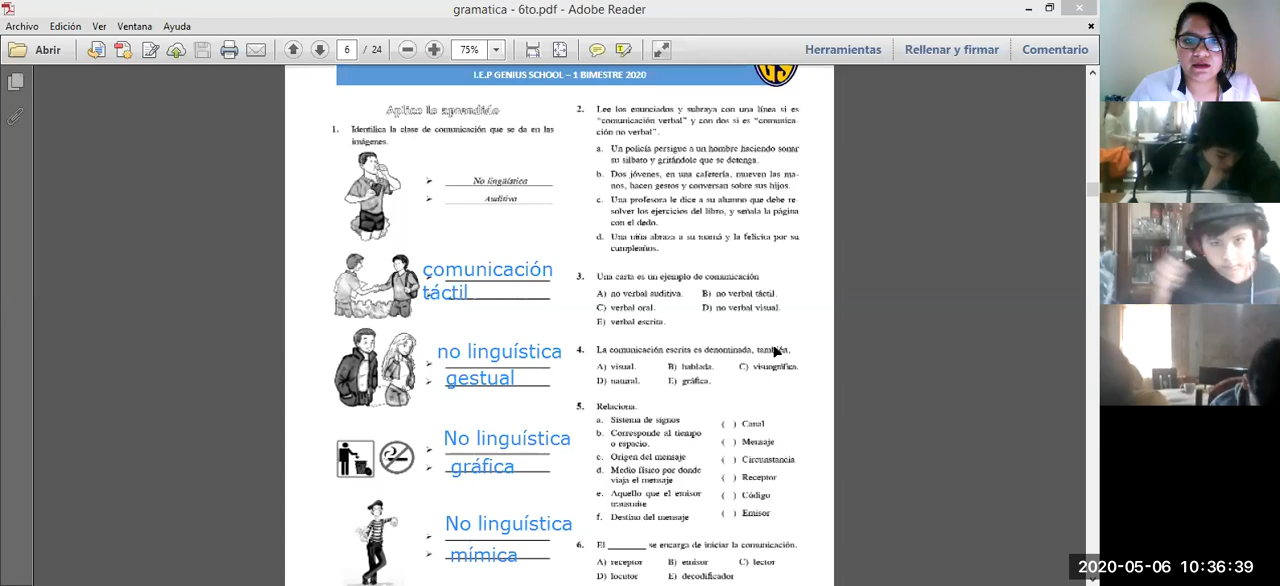 gramatica - 6to.pdf - Adobe Reader
Archivo Edición Ver Ventana Ayuda
Abrir 6 / 24 75% Herramientas Rellenar y firmar Comentario
I.E.P GENIUS SCHOOL – 1 BIMESTRE 2020
GS
Aplico lo aprendido
1. Identifica la clase de comunicación que se da en las
imágenes.
No lingüística
Auditiva
comunicación
táctil
no linguística
gestual
No linguística
gráfica
No linguística
mímica
2. Lee los enunciados y subraya con una línea si es
“comunicación verbal” y con dos si es “comunica-
ción no verbal”.
a. Un policía persigue a un hombre haciendo sonar
su silbato y gritándole que se detenga.
b. Dos jóvenes, en una cafetería, mueven las ma-
nos, hacen gestos y conversan sobre sus hijos.
c. Una profesora le dice a su alumno que debe re-
solver los ejercicios del libro, y señala la página
con el dedo.
d. Una niña abraza a su mamá y la felicita por su
cumpleaños.
3. Una carta es un ejemplo de comunicación
A) no verbal auditiva. B) no verbal táctil.
C) verbal oral. D) no verbal visual.
E) verbal escrita.
4. La comunicación escrita es denominada, también,
A) visual. B) hablada. C) visuográfica.
D) natural. E) gráfica.
5. Relaciona.
a. Sistema de signos
b. Corresponde al tiempo
o espacio.
c. Origen del mensaje
d. Medio físico por donde
viaja el mensaje
e. Aquello que el emisor
transmite
f. Destino del mensaje
( ) Canal
( ) Mensaje
( ) Circunstancia
( ) Receptor
( ) Código
( ) Emisor
6. El ________ se encarga de iniciar la comunicación.
A) receptor B) emisor C) lector
D) locutor E) decodificador
2020-05-06 10:36:39